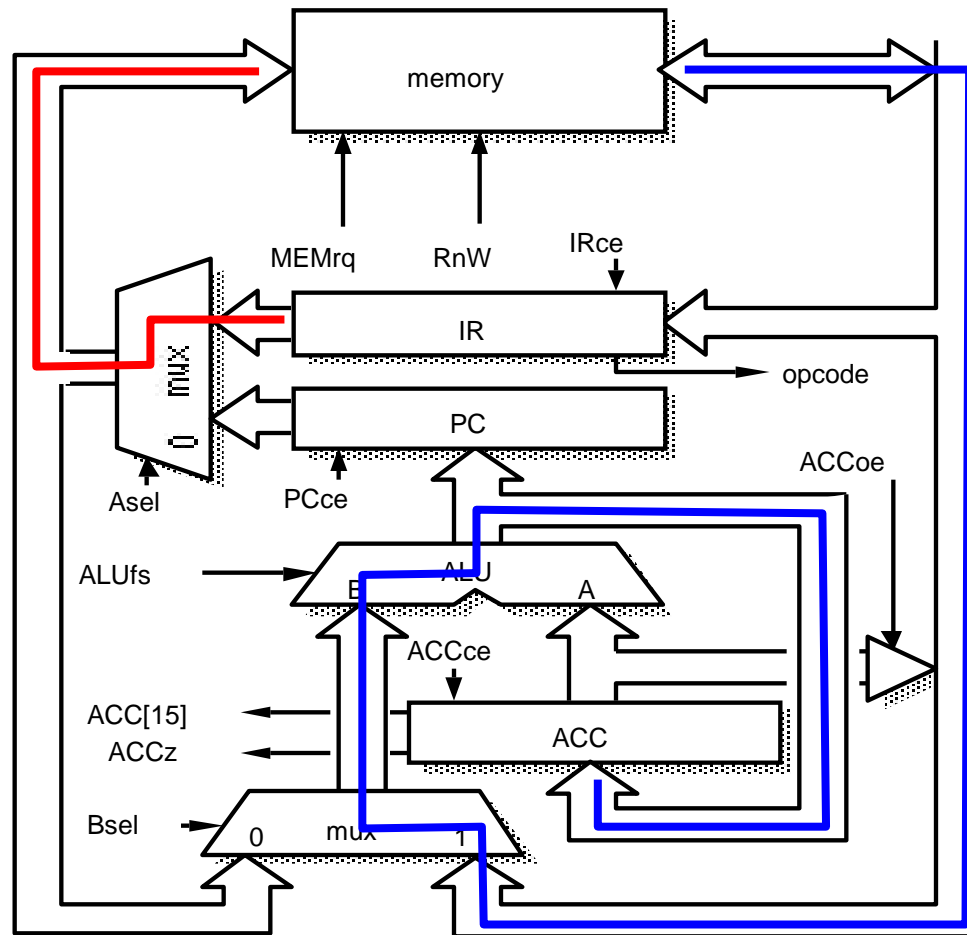 memory
MEMrq
RnW
IRce
IR
mux
0
opcode
PC
Asel
PCce
ACCoe
ALUfs
ALU
B
A
ACCce
ACC[15]
ACCz
ACC
Bsel
0
mux
1